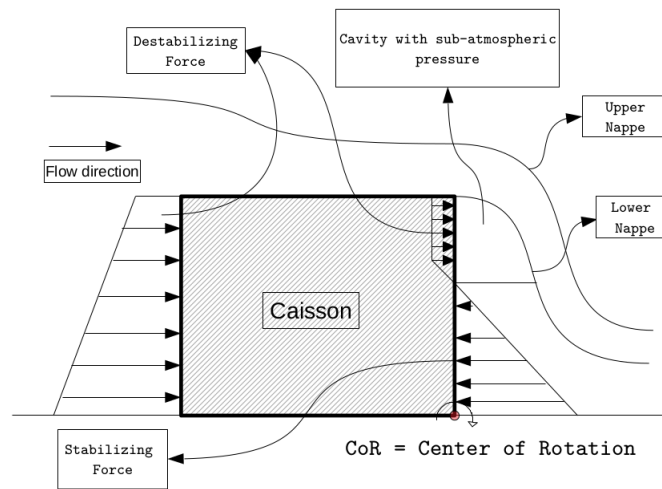 Destabilizing
Force
Cavity with sub-atmospheric
pressure
Upper
Nappe
Flow direction
Lower
Nappe
Caisson
Stabilizing
Force
CoR = Center of Rotation